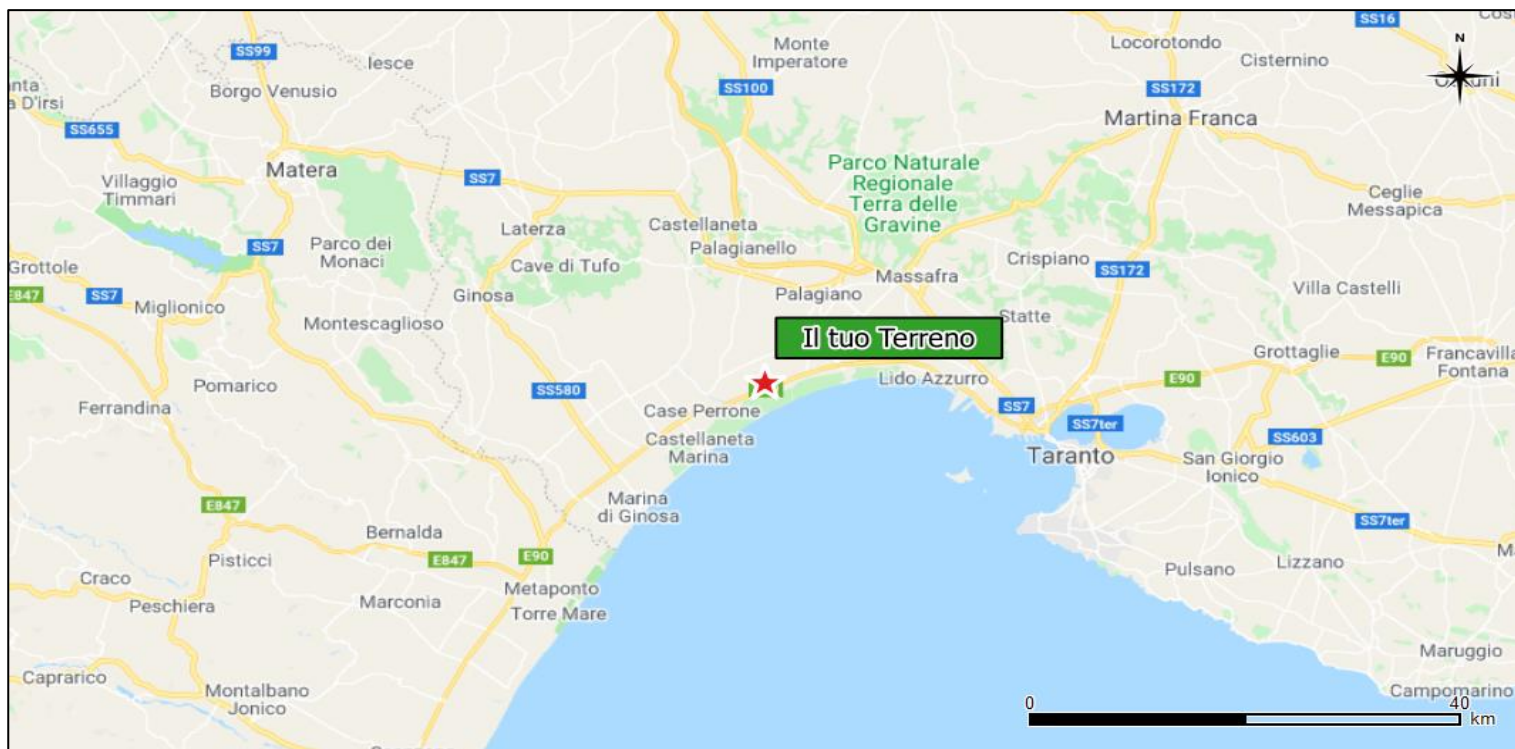 SS16
Cos
N
SS99
Iesce
Monte
Imperatore
Locorotondo
Cisternino
anta
a D'irsi
Borgo Venusio
SS100
SS172
SS655
Martina Franca
Matera
Parco Naturale
Regionale
Terra delle
Gravine
SS7
Villaggio
Timmari
Ceglie
Messapica
Laterza
Castellaneta
SS7
Parco dei
Monaci
Palagianello
Cave di Tufo
Crispiano
Grottole
SS172
Massafra
E847
SS7
Miglionico
Ginosa
Palagiano
Villa Castelli
Montescaglioso
Statte
Il tuo Terreno
Grottaglie
E90
Francavilla
Fontana
Pomarico
Lido Azzurro
E90
SS580
Ferrandina
Case Perrone
SS7
SS7ter
SS603
Castellaneta
Marina
Taranto
San Giorgio
Ionico
Marina
di Ginosa
E847
SS7ter
Bernalda
E847
E90
Pisticci
Lizzano
Ma
Pulsano
Craco
Metaponto
Peschiera
Marconia
Torre Mare
Maruggio
Caprarico
Montalbano
Jonico
Campomarino
0
40
km